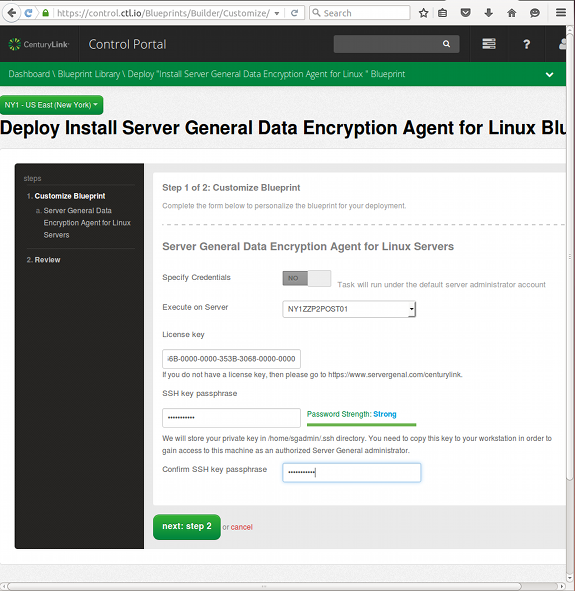 https://control.ctl.io/Blueprints/Builder/Customize/
Search
CenturyLink
Control Portal
?
Dashboard \ Blueprint Library \ Deploy "Install Server General Data Encryption Agent for Linux " Blueprint
NY1 - US East (New York)
Deploy Install Server General Data Encryption Agent for Linux Blu
steps
1. Customize Blueprint
a. Server General Data
Encryption Agent for Linux
Servers
2. Review
Step 1 of 2: Customize Blueprint
Complete the form below to personalize the blueprint for your deployment.
Server General Data Encryption Agent for Linux Servers
Specify Credentials
NO
Task will run under the default server administrator account
Execute on Server
NY1ZZP2POST01
License key
i6B-0000-0000-353B-3068-0000-0000
If you do not have a license key, then please go to https://www.servergenal.com/centurylink.
SSH key passphrase
•••••••••••
Password Strength: Strong
We will store your private key in /home/sgadmin/.ssh directory. You need to copy this key to your workstation in order to
gain access to this machine as an authorized Server General administrator.
Confirm SSH key passphrase
•••••••••••
next: step 2
or cancel